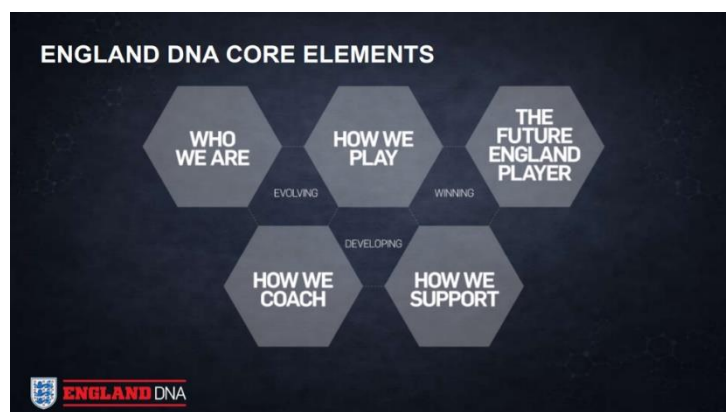 ENGLAND DNA CORE ELEMENTS
WHO
WE ARE
HOW WE
PLAY
THE
FUTURE
ENGLAND
PLAYER
EVOLVING
WINNING
DEVELOPING
HOW WE
COACH
HOW WE
SUPPORT
ENGLAND DNA